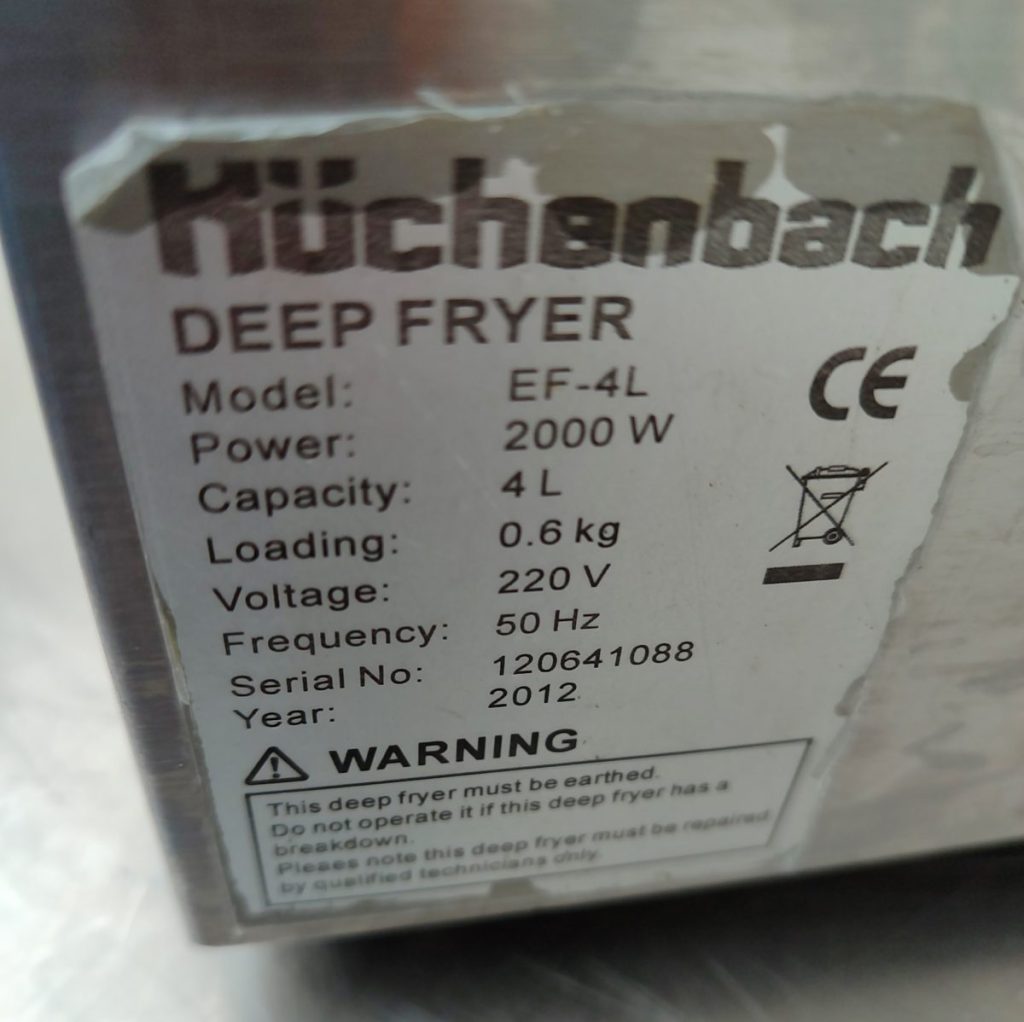 Küchenbach
DEEP FRYER
Model: EF-4L
Power: 2000 W
Capacity: 4 L
Loading: 0.6 kg
Voltage: 220 V
Frequency: 50 Hz
Serial No: 120641088
Year: 2012
CE
WARNING
This deep fryer must be earthed.
Do not operate it if this deep fryer has a
breakdown.
Pleaes note this deep fryer must be repaired
by qualified technicians only.